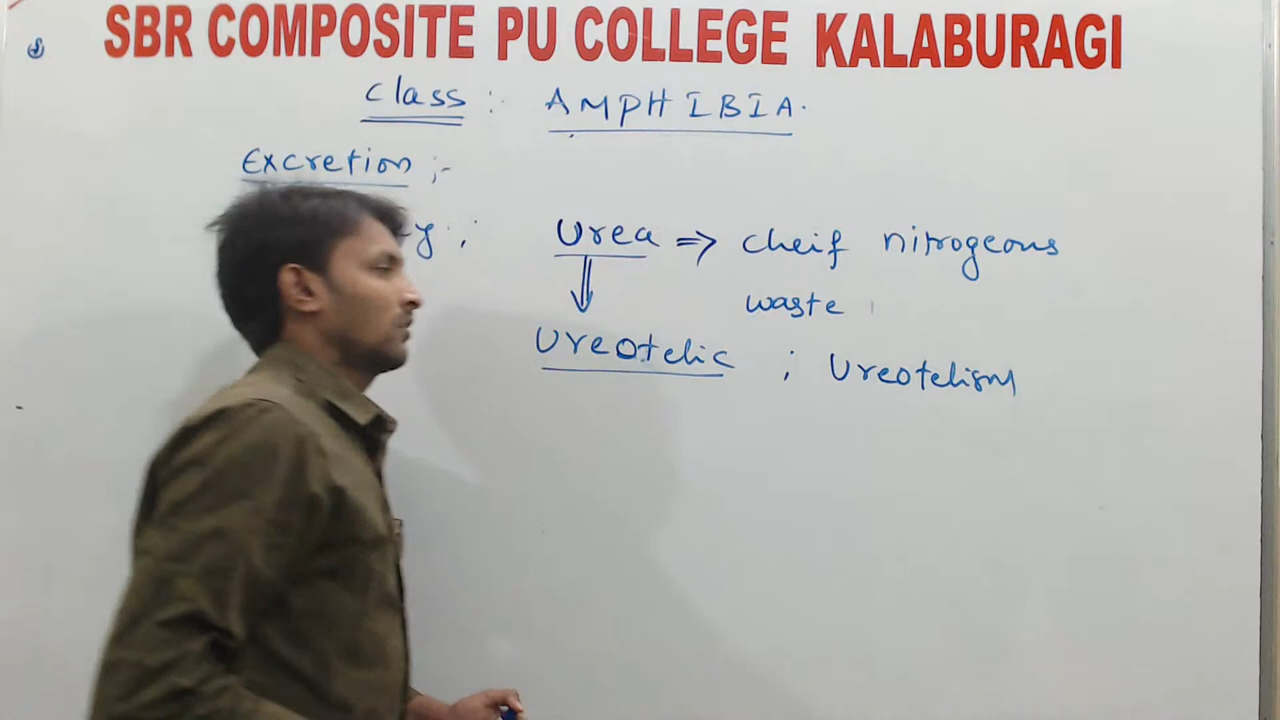 SBR COMPOSITE PU COLLEGE KALABURAGI
Class : AMPHIBIA.
Excretion ;-
Urea ⇒ cheif nitrogeous
waste
Ureotelic ; Ureotelism